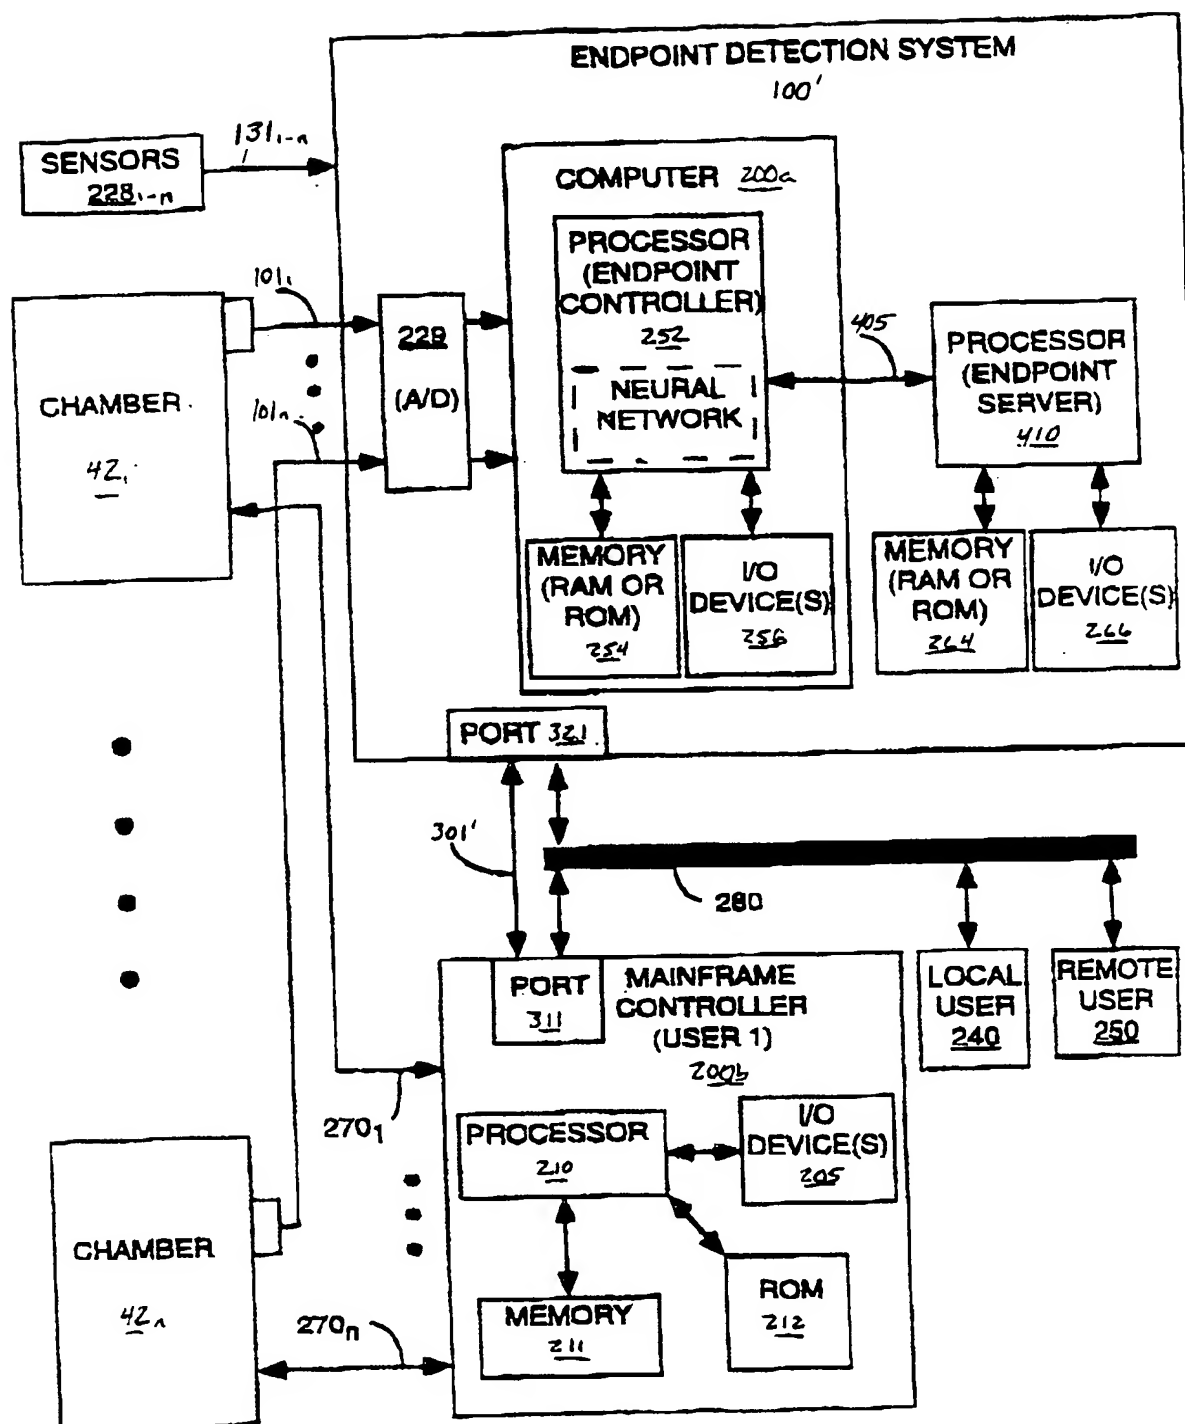 ENDPOINT DETECTION SYSTEM
100'
131₁₋ₙ
SENSORS
228₁₋ₙ
COMPUTER 200a
PROCESSOR
(ENDPOINT
CONTROLLER)
252
NEURAL
NETWORK
405
PROCESSOR
(ENDPOINT
SERVER)
410
101₁
229
(A/D)
101ₙ
CHAMBER
42₁
MEMORY
(RAM OR
ROM)
254
I/O
DEVICE(S)
256
MEMORY
(RAM OR
ROM)
264
I/O
DEVICE(S)
266
PORT 321
301'
280
PORT
311
MAINFRAME
CONTROLLER
(USER 1)
200b
LOCAL
USER
240
REMOTE
USER
250
270₁
PROCESSOR
210
I/O
DEVICE(S)
205
CHAMBER
42ₙ
270ₙ
MEMORY
211
ROM
212